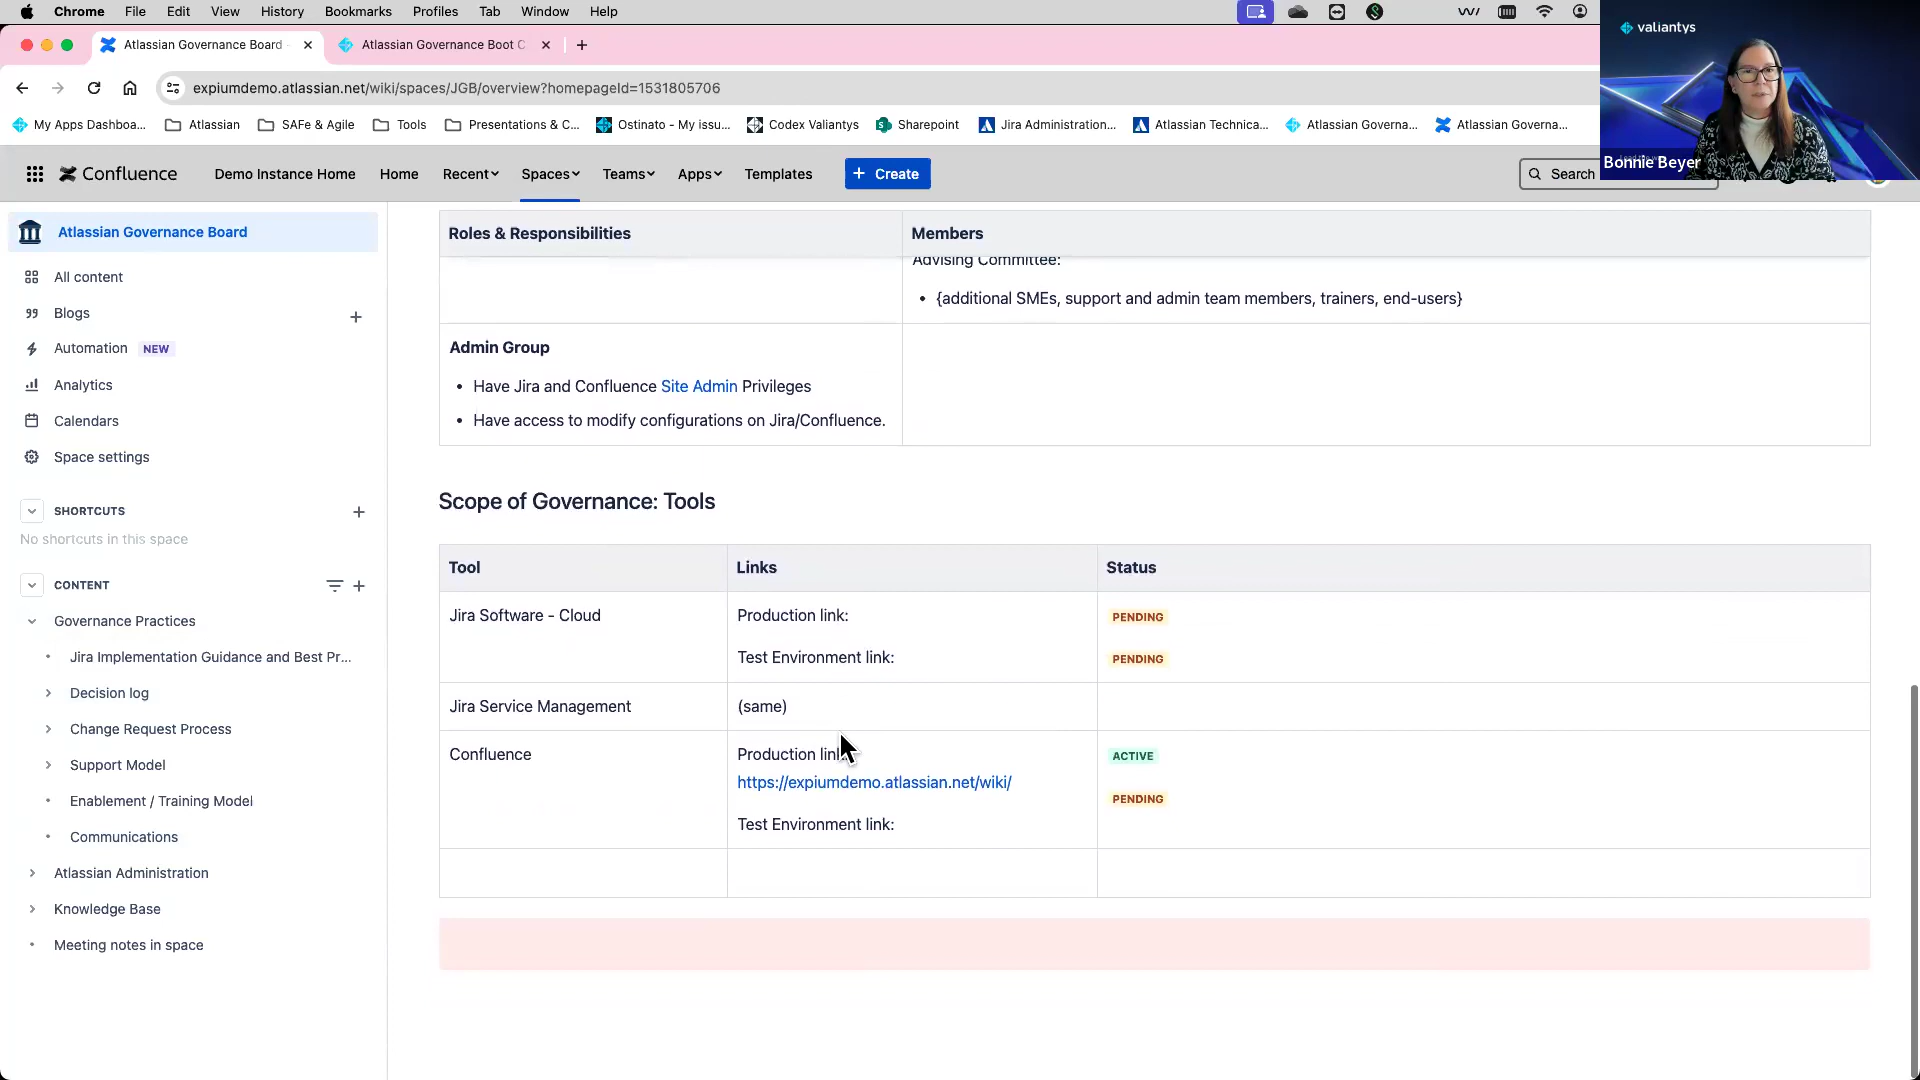 Chrome File Edit View History Bookmarks Profiles Tab Window Help
valiantys
Atlassian Governance Board
Atlassian Governance Boot C
expiumdemo.atlassian.net/wiki/spaces/JGB/overview?homepageId=1531805706
My Apps Dashboa...
Atlassian
SAFe & Agile
Tools
Presentations & C...
Ostinato - My issu...
Codex Valiantys
Sharepoint
Jira Administration...
Atlassian Technica...
Atlassian Governa...
Atlassian Governa...
Bonnie Beyer
Confluence
Demo Instance Home
Home
Recent
Spaces
Teams
Apps
Templates
+ Create
Search
Atlassian Governance Board
All content
Blogs
Automation NEW
Analytics
Calendars
Space settings
SHORTCUTS
No shortcuts in this space
CONTENT
Governance Practices
Jira Implementation Guidance and Best Pr...
Decision log
Change Request Process
Support Model
Enablement / Training Model
Communications
Atlassian Administration
Knowledge Base
Meeting notes in space
Roles & Responsibilities
Members
Advising Committee:
• {additional SMEs, support and admin team members, trainers, end-users}
Admin Group
• Have Jira and Confluence Site Admin Privileges
• Have access to modify configurations on Jira/Confluence.
Scope of Governance: Tools
Tool
Links
Status
Jira Software - Cloud
Production link:
PENDING
Test Environment link:
PENDING
Jira Service Management
(same)
Confluence
Production
ACTIVE
https://expiumdemo.atlassian.net/wiki/
PENDING
Test Environment link: